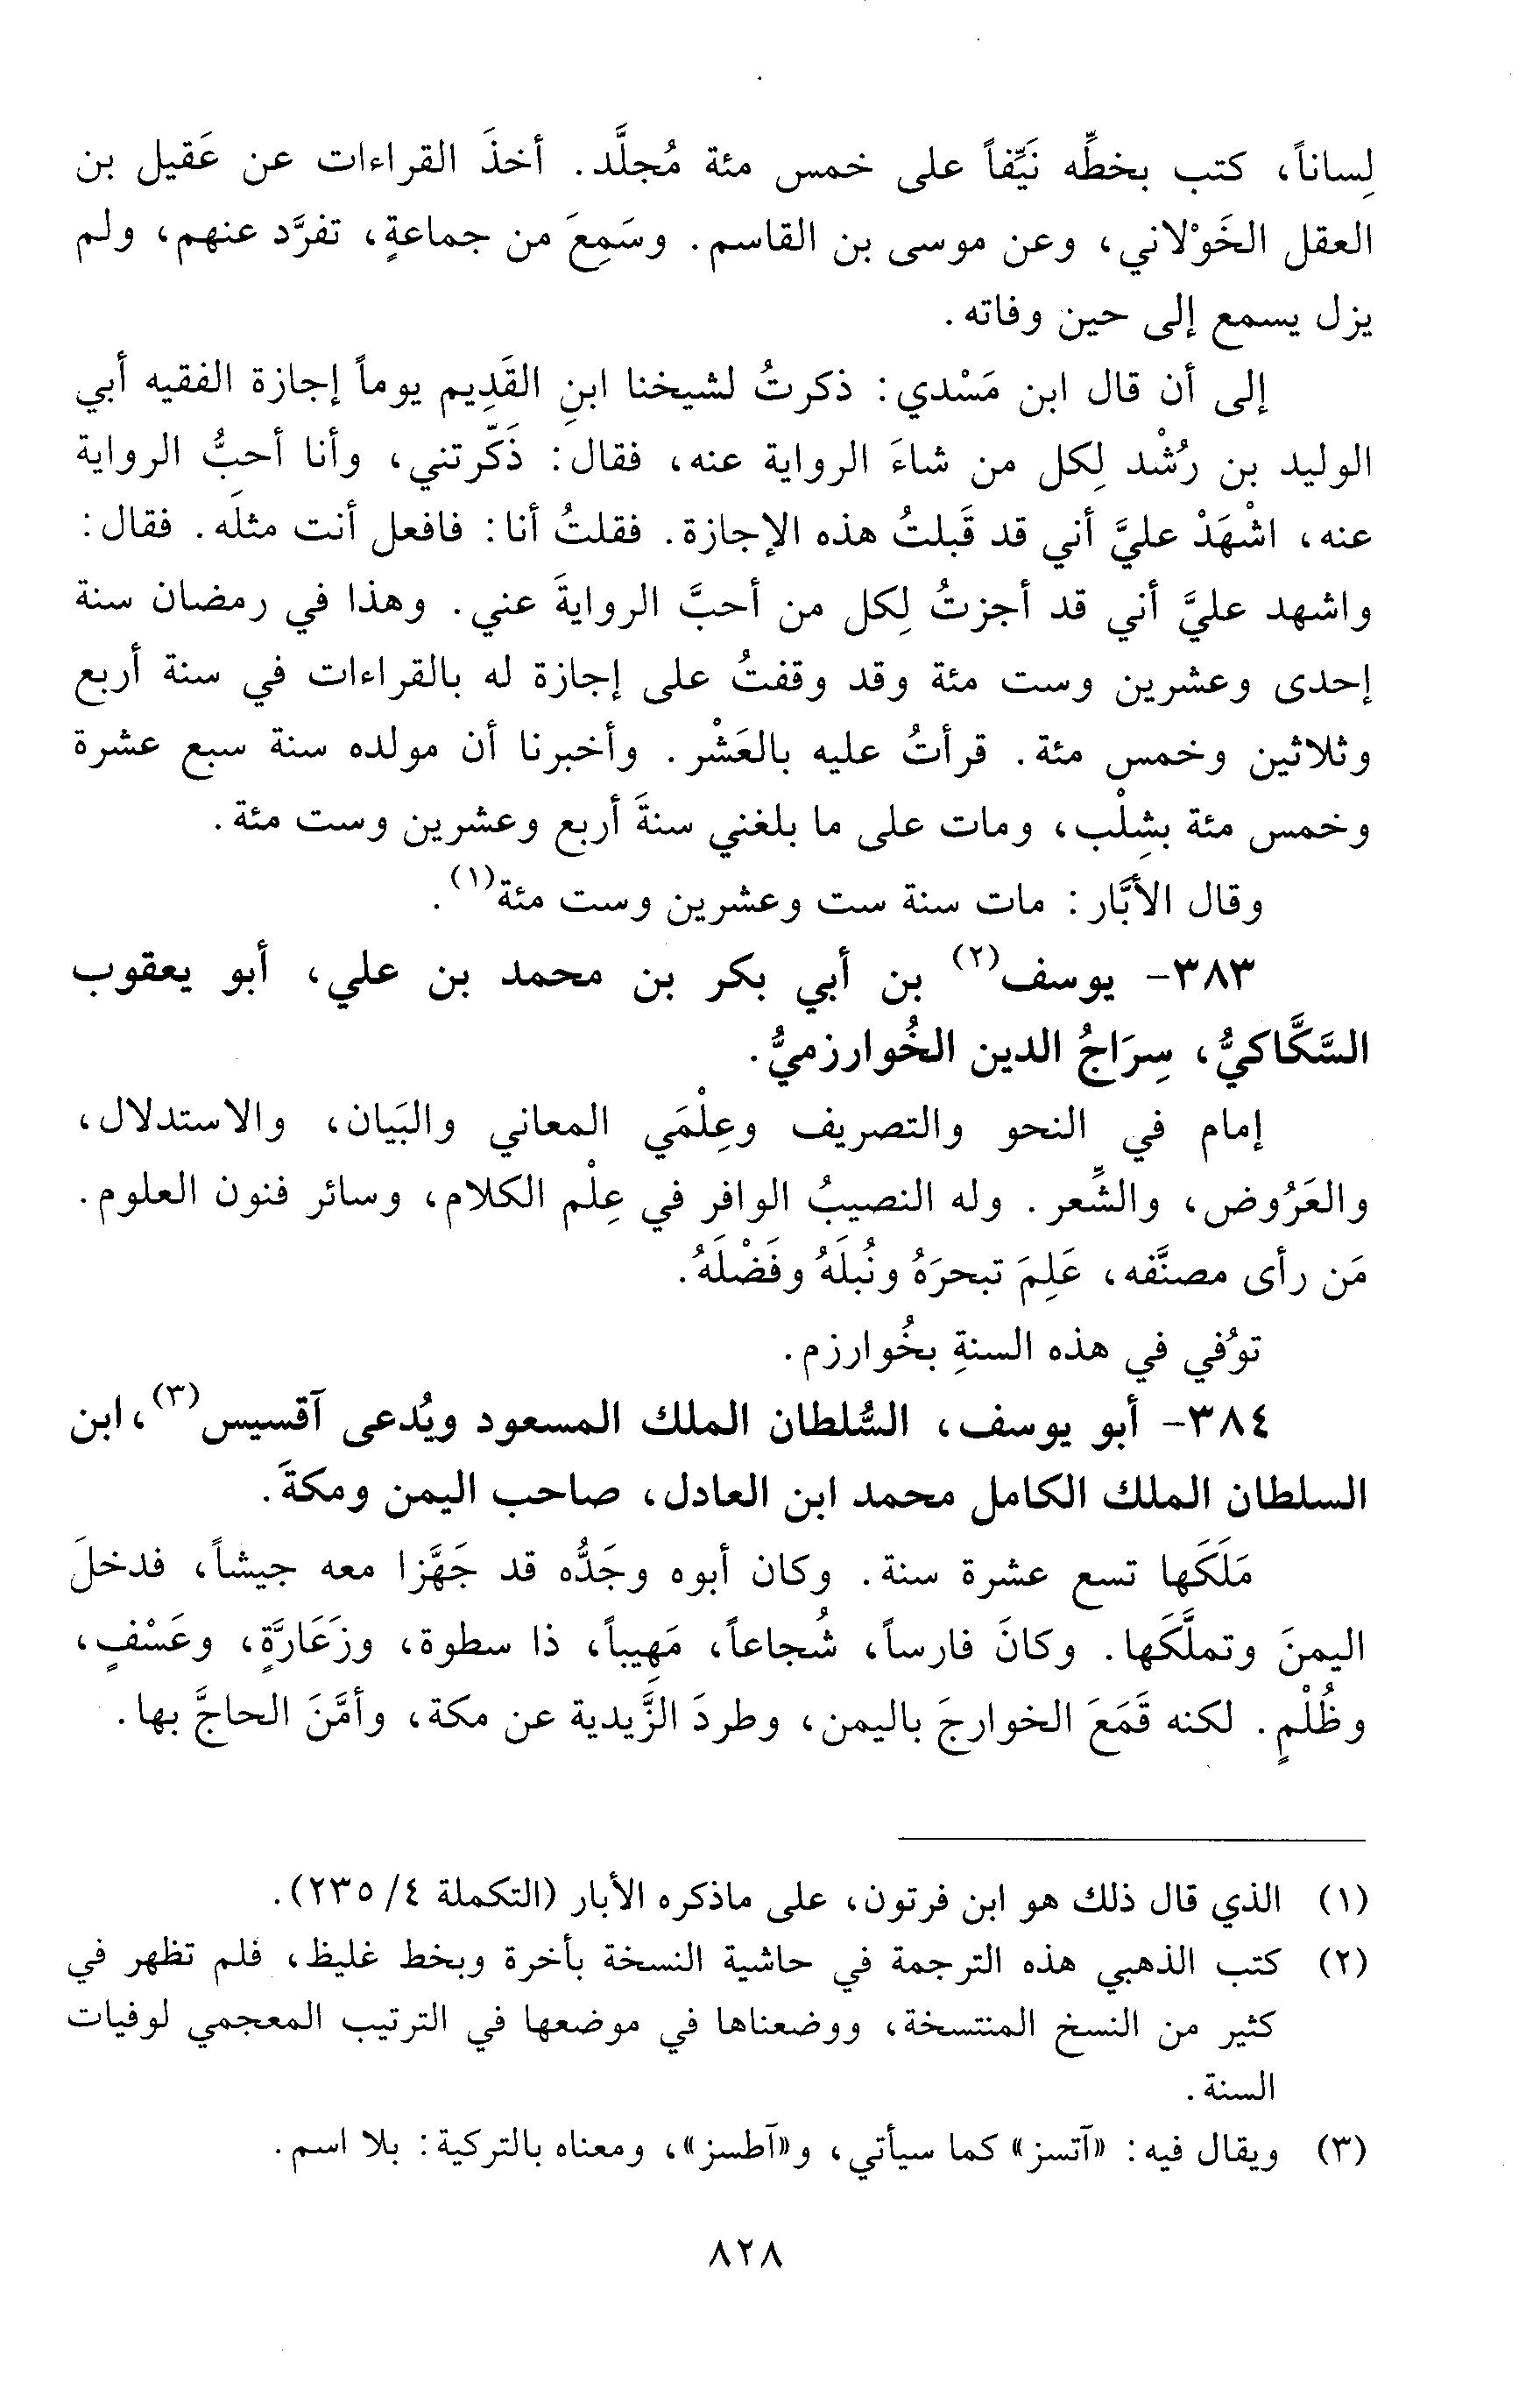 لِساناً، كتب بخطِّه نَيِّفاً على خمس مئة مُجلَّد. أخذَ القراءات عن عَقيل بن
العقل الخَوْلاني، وعن موسى بن القاسم. وسَمِعَ من جماعةٍ، تفرَّد عنهم، ولم
يزل يسمع إلى حين وفاته.
إلى أن قال ابن مَسْدي: ذكرتُ لشيخنا ابنِ القَدِيم يوماً إجازة الفقيه أبي
الوليد بن رُشْد لِكل من شاءَ الرواية عنه، فقال: ذَكّرتني، وأنا أحبُّ الرواية
عنه، اشْهَدْ عليَّ أني قد قَبلتُ هذه الإجازة. فقلتُ أنا: فافعل أنت مثلَه. فقال:
واشهد عليَّ أني قد أجزتُ لِكل من أحبَّ الروايةَ عني. وهذا في رمضان سنة
إحدى وعشرين وست مئة وقد وقفتُ على إجازة له بالقراءات في سنة أربع
وثلاثين وخمس مئة. قرأتُ عليه بالعَشْر. وأخبرنا أن مولده سنة سبع عشرة
وخمس مئة بشِلْب، ومات على ما بلغني سنةَ أربع وعشرين وست مئة.
وقال الأبَّار: مات سنة ست وعشرين وست مئة(١).
٣٨٣- يوسف(٢) بن أبي بكر بن محمد بن علي، أبو يعقوب
السَّكَّاكيُّ، سِرَاجُ الدين الخُوارزميُّ.
إمام في النحو والتصريف وعِلْمَي المعاني والبَيان، والاستدلال،
والعَرُوض، والشِّعر. وله النصيبُ الوافر في عِلْم الكلام، وسائر فنون العلوم.
مَن رأى مصنَّفه، عَلِمَ تبحرَهُ ونُبلَهُ وفَضْلَهُ.
توُفي في هذه السنةِ بخُوارزم.
٣٨٤- أبو يوسف، السُّلطان الملك المسعود ويُدعى آقسيس(٣)، ابن
السلطان الملك الكامل محمد ابن العادل، صاحب اليمن ومكةَ.
مَلَكَها تسع عشرة سنة. وكان أبوه وجَدُّه قد جَهَّزا معه جيشاً، فدخلَ
اليمنَ وتملَّكَها. وكانَ فارساً، شُجاعاً، مَهِيباً، ذا سطوة، وزَعَارَّةٍ، وعَسْفٍ،
وظُلْمٍ. لكنه قَمَعَ الخوارجَ باليمن، وطردَ الزَّيدية عن مكة، وأمَّنَ الحاجَّ بها.
(١) الذي قال ذلك هو ابن فرتون، على ماذكره الأبار (التكملة ٤/ ٢٣٥).
(٢) كتب الذهبي هذه الترجمة في حاشية النسخة بأخرة وبخط غليظ، فلم تظهر في
كثير من النسخ المنتسخة، ووضعناها في موضعها في الترتيب المعجمي لوفيات
السنة.
(٣) ويقال فيه: «آتسز» كما سيأتي، و«آطسز»، ومعناه بالتركية: بلا اسم.
٨٢٨